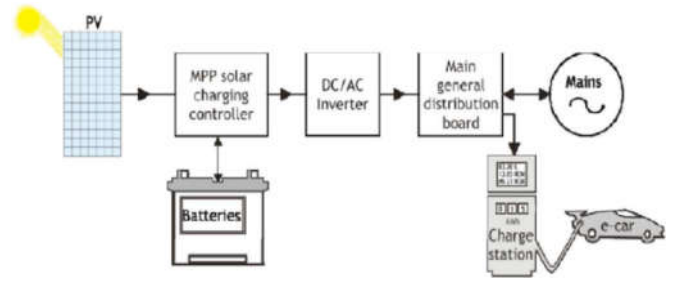 PV
MPP solar
charging
controller
DC/AC
Inverter
Main
general
distribution
board
Mains
Batteries
Charge
station
e-car